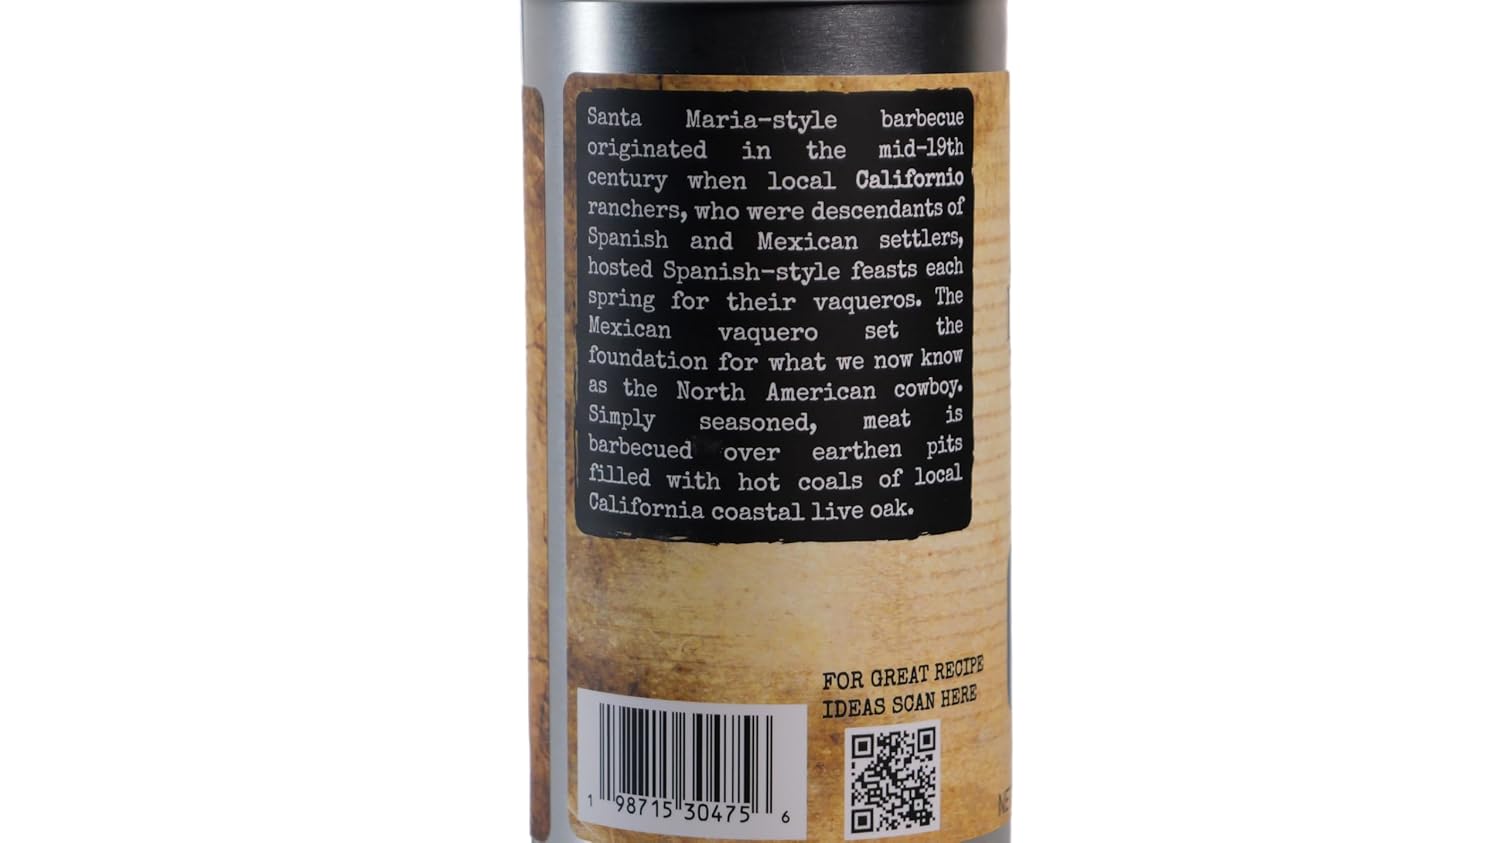 Santa Maria-style barbecue
originated in the mid-19th
century when local Californio
ranchers, who were descendants of
Spanish and Mexican settlers,
hosted Spanish-style feasts each
spring for their vaqueros. The
Mexican vaquero set the
foundation for what we now know
as the North American cowboy.
Simply seasoned, meat is
barbecued over earthen pits
filled with hot coals of local
California coastal live oak.
FOR GREAT RECIPE
IDEAS SCAN HERE
1 98715 30475 6
NE